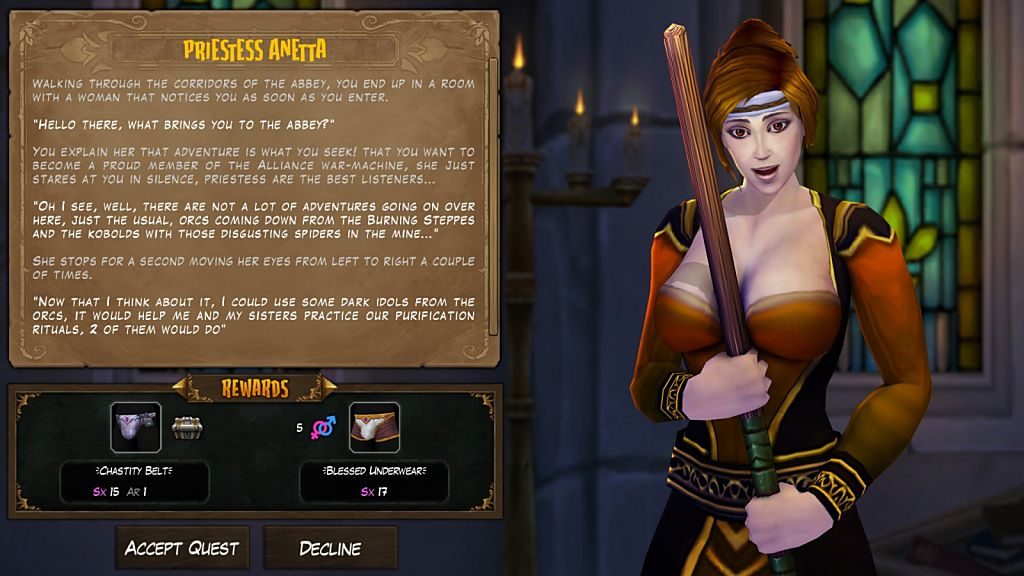 PRIESTESS ANETTA
WALKING THROUGH THE CORRIDORS OF THE ABBEY, YOU END UP IN A ROOM
WITH A WOMAN THAT NOTICES YOU AS SOON AS YOU ENTER.
"HELLO THERE, WHAT BRINGS YOU TO THE ABBEY?"
YOU EXPLAIN HER THAT ADVENTURE IS WHAT YOU SEEK! THAT YOU WANT TO
BECOME A PROUD MEMBER OF THE ALLIANCE WAR-MACHINE, SHE JUST
STARES AT YOU IN SILENCE, PRIESTESS ARE THE BEST LISTENERS...
"OH I SEE, WELL, THERE ARE NOT A LOT OF ADVENTURES GOING ON OVER
HERE, JUST THE USUAL, ORCS COMING DOWN FROM THE BURNING STEPPES
AND THE KOBOLDS WITH THOSE DISGUSTING SPIDERS IN THE MINE..."
SHE STOPS FOR A SECOND MOVING HER EYES FROM LEFT TO RIGHT A COUPLE
OF TIMES.
"NOW THAT I THINK ABOUT IT, I COULD USE SOME DARK IDOLS FROM THE
ORCS, IT WOULD HELP ME AND MY SISTERS PRACTICE OUR PURIFICATION
RITUALS, 2 OF THEM WOULD DO"
REWARDS
5
CHASTITY BELT
SX 15 AR 1
BLESSED UNDERWEAR
SX 17
ACCEPT QUEST
DECLINE